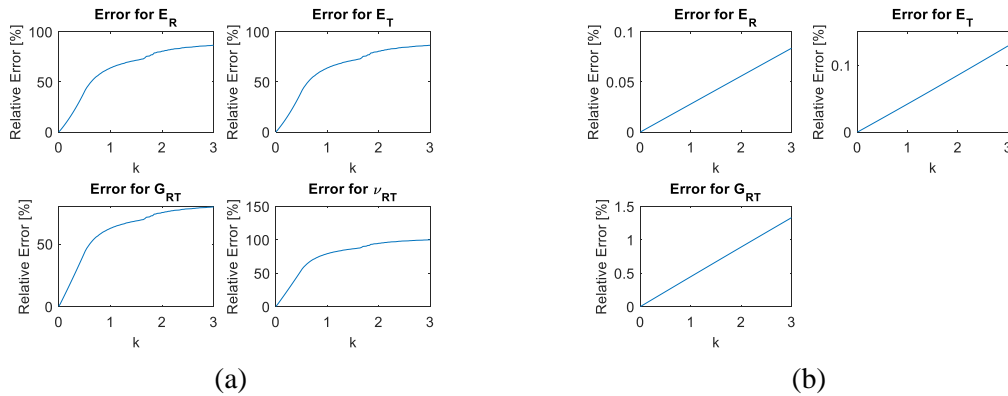 Error for E_R
Relative Error [%]
100
50
0
0 1 2 3
k
Error for E_T
Relative Error [%]
100
50
0
0 1 2 3
k
Error for G_RT
Relative Error [%]
50
0
0 1 2 3
k
Error for ν_RT
Relative Error [%]
150
100
50
0
0 1 2 3
k
(a)
Error for E_R
Relative Error [%]
0.1
0.05
0
0 1 2 3
k
Error for E_T
Relative Error [%]
0.1
0
0 1 2 3
k
Error for G_RT
Relative Error [%]
1.5
1
0.5
0
0 1 2 3
k
(b)